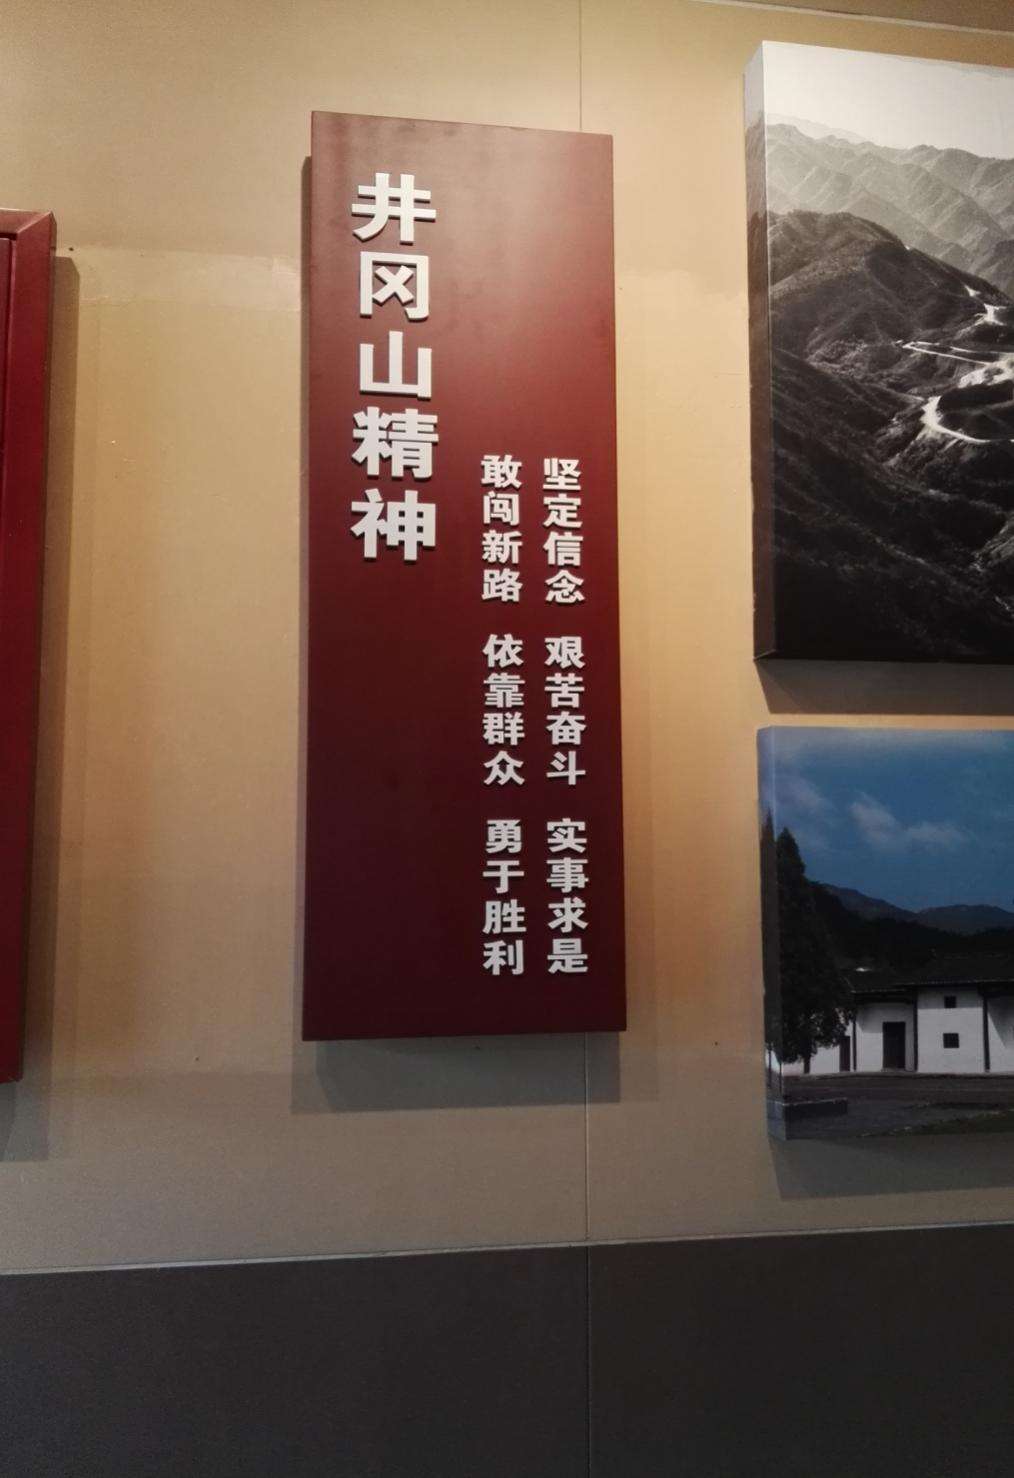 井冈山精神
坚定信念 艰苦奋斗 实事求是
敢闯新路 依靠群众 勇于胜利